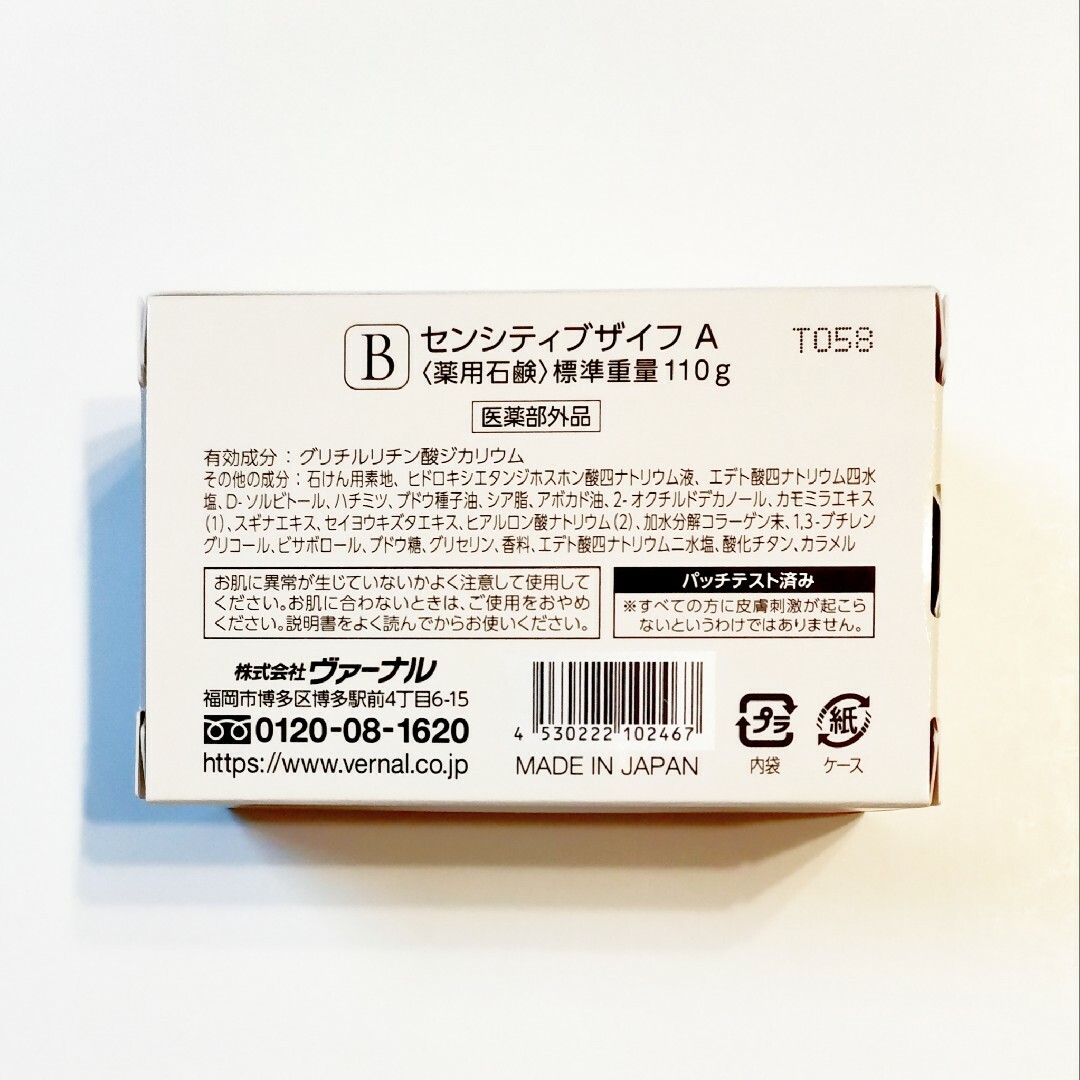 B センシティブザイフ A
〈薬用石鹸〉標準重量110g
T058
医薬部外品
有効成分：グリチルリチン酸ジカリウム
その他の成分：石けん用素地、ヒドロキシエタンジホスホン酸四ナトリウム液、エデト酸四ナトリウム四水
塩、D-ソルビトール、ハチミツ、ブドウ種子油、シア脂、アボカド油、2-オクチルドデカノール、カモミラエキス
(1)、スギナエキス、セイヨウキズタエキス、ヒアルロン酸ナトリウム(2)、加水分解コラーゲン末、1,3-ブチレン
グリコール、ビサボロール、ブドウ糖、グリセリン、香料、エデト酸四ナトリウム二水塩、酸化チタン、カラメル
お肌に異常が生じていないかよく注意して使用して
ください。お肌に合わないときは、ご使用をおやめ
ください。説明書をよく読んでからお使いください。
パッチテスト済み
※すべての方に皮膚刺激が起こら
ないというわけではありません。
株式会社ヴァーナル
福岡市博多区博多駅前4丁目6-15
0120-08-1620
https://www.vernal.co.jp
4 530222 102467
MADE IN JAPAN
プラ
内袋
紙
ケース